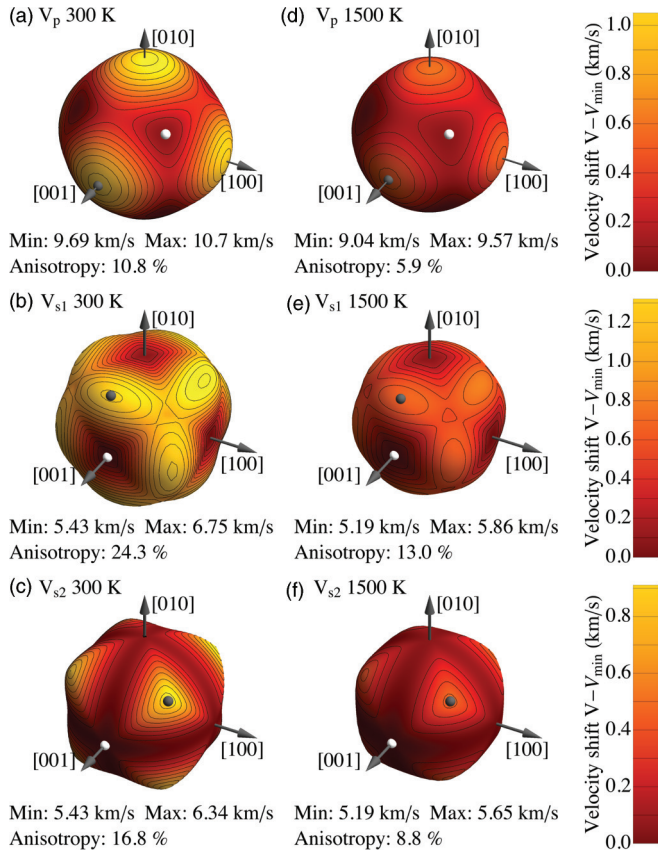 (a) Vp 300 K
[010]
[001]
[100]
Min: 9.69 km/s Max: 10.7 km/s
Anisotropy: 10.8 %
(d) Vp 1500 K
[010]
[001]
[100]
Min: 9.04 km/s Max: 9.57 km/s
Anisotropy: 5.9 %
1.0
0.8
0.6
0.4
0.2
0.0
Velocity shift V−Vmin (km/s)
(b) Vs1 300 K
[010]
[001]
[100]
Min: 5.43 km/s Max: 6.75 km/s
Anisotropy: 24.3 %
(e) Vs1 1500 K
[010]
[001]
[100]
Min: 5.19 km/s Max: 5.86 km/s
Anisotropy: 13.0 %
1.2
1.0
0.8
0.6
0.4
0.2
0.0
Velocity shift V−Vmin (km/s)
(c) Vs2 300 K
[010]
[001]
[100]
Min: 5.43 km/s Max: 6.34 km/s
Anisotropy: 16.8 %
(f) Vs2 1500 K
[010]
[001]
[100]
Min: 5.19 km/s Max: 5.65 km/s
Anisotropy: 8.8 %
0.8
0.6
0.4
0.2
0.0
Velocity shift V−Vmin (km/s)